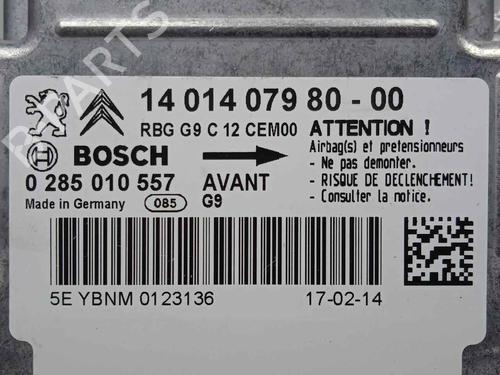 14 014 079 80 - 00
RBG G9 C 12 CEM00
ATTENTION !
BOSCH
Airbag(s) et pretensionneurs
- Ne pas demonter.
0 285 010 557 AVANT
- RISQUE DE DECLENCHEMENT!
Made in Germany 085 G9
- Consulter la notice.
5E YBNM 0123136 17-02-14